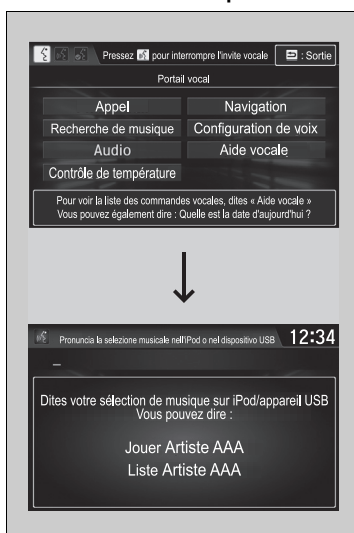 Pressez pour interrompre l'invite vocale : Sortie
Portail vocal
Appel Navigation
Recherche de musique Configuration de voix
Audio Aide vocale
Contrôle de température
Pour voir la liste des commandes vocales, dites « Aide vocale »
Vous pouvez également dire : Quelle est la date d'aujourd'hui ?
Pronuncia la selezione musicale nell'iPod o nel dispositivo USB 12:34
Dites votre sélection de musique sur iPod/appareil USB
Vous pouvez dire :
Jouer Artiste AAA
Liste Artiste AAA